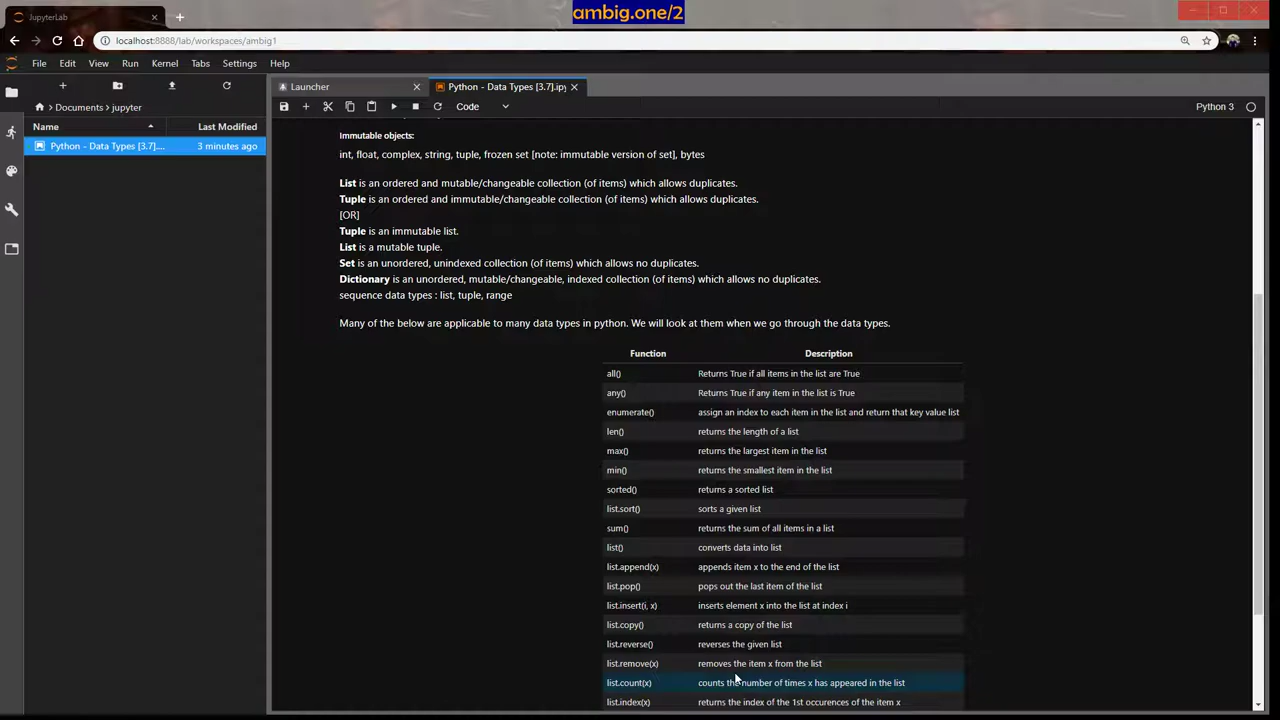 ambig.one/2
JupyterLab
localhost:8888/lab/workspaces/ambig1
File Edit View Run Kernel Tabs Settings Help
Launcher
Python - Data Types [3.7].ipy
Documents jupyter
Code
Python 3
Name Last Modified
Python - Data Types [3.7]....  3 minutes ago
Immutable objects:
int, float, complex, string, tuple, frozen set [note: immutable version of set], bytes
List is an ordered and mutable/changeable collection (of items) which allows duplicates.
Tuple is an ordered and immutable/changeable collection (of items) which allows duplicates.
[OR]
Tuple is an immutable list.
List is a mutable tuple.
Set is an unordered, unindexed collection (of items) which allows no duplicates.
Dictionary is an unordered, mutable/changeable, indexed collection (of items) which allows no duplicates.
sequence data types : list, tuple, range
Many of the below are applicable to many data types in python. We will look at them when we go through the data types.
Function Description
all() Returns True if all items in the list are True
any() Returns True if any item in the list is True
enumerate() assign an index to each item in the list and return that key value list
len() returns the length of a list
max() returns the largest item in the list
min() returns the smallest item in the list
sorted() returns a sorted list
list.sort() sorts a given list
sum() returns the sum of all items in a list
list() converts data into list
list.append(x) appends item x to the end of the list
list.pop() pops out the last item of the list
list.insert(i, x) inserts element x into the list at index i
list.copy() returns a copy of the list
list.reverse() reverses the given list
list.remove(x) removes the item x from the list
list.count(x) counts the number of times x has appeared in the list
list.index(x) returns the index of the 1st occurences of the item x